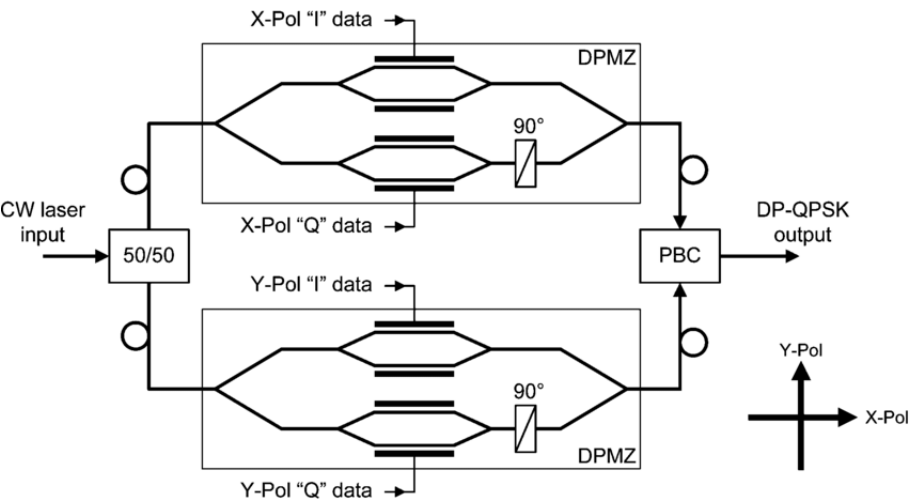 X-Pol “I” data
DPMZ
90°
X-Pol “Q” data
CW laser
input
50/50
DP-QPSK
output
PBC
Y-Pol “I” data
Y-Pol
X-Pol
90°
DPMZ
Y-Pol “Q” data